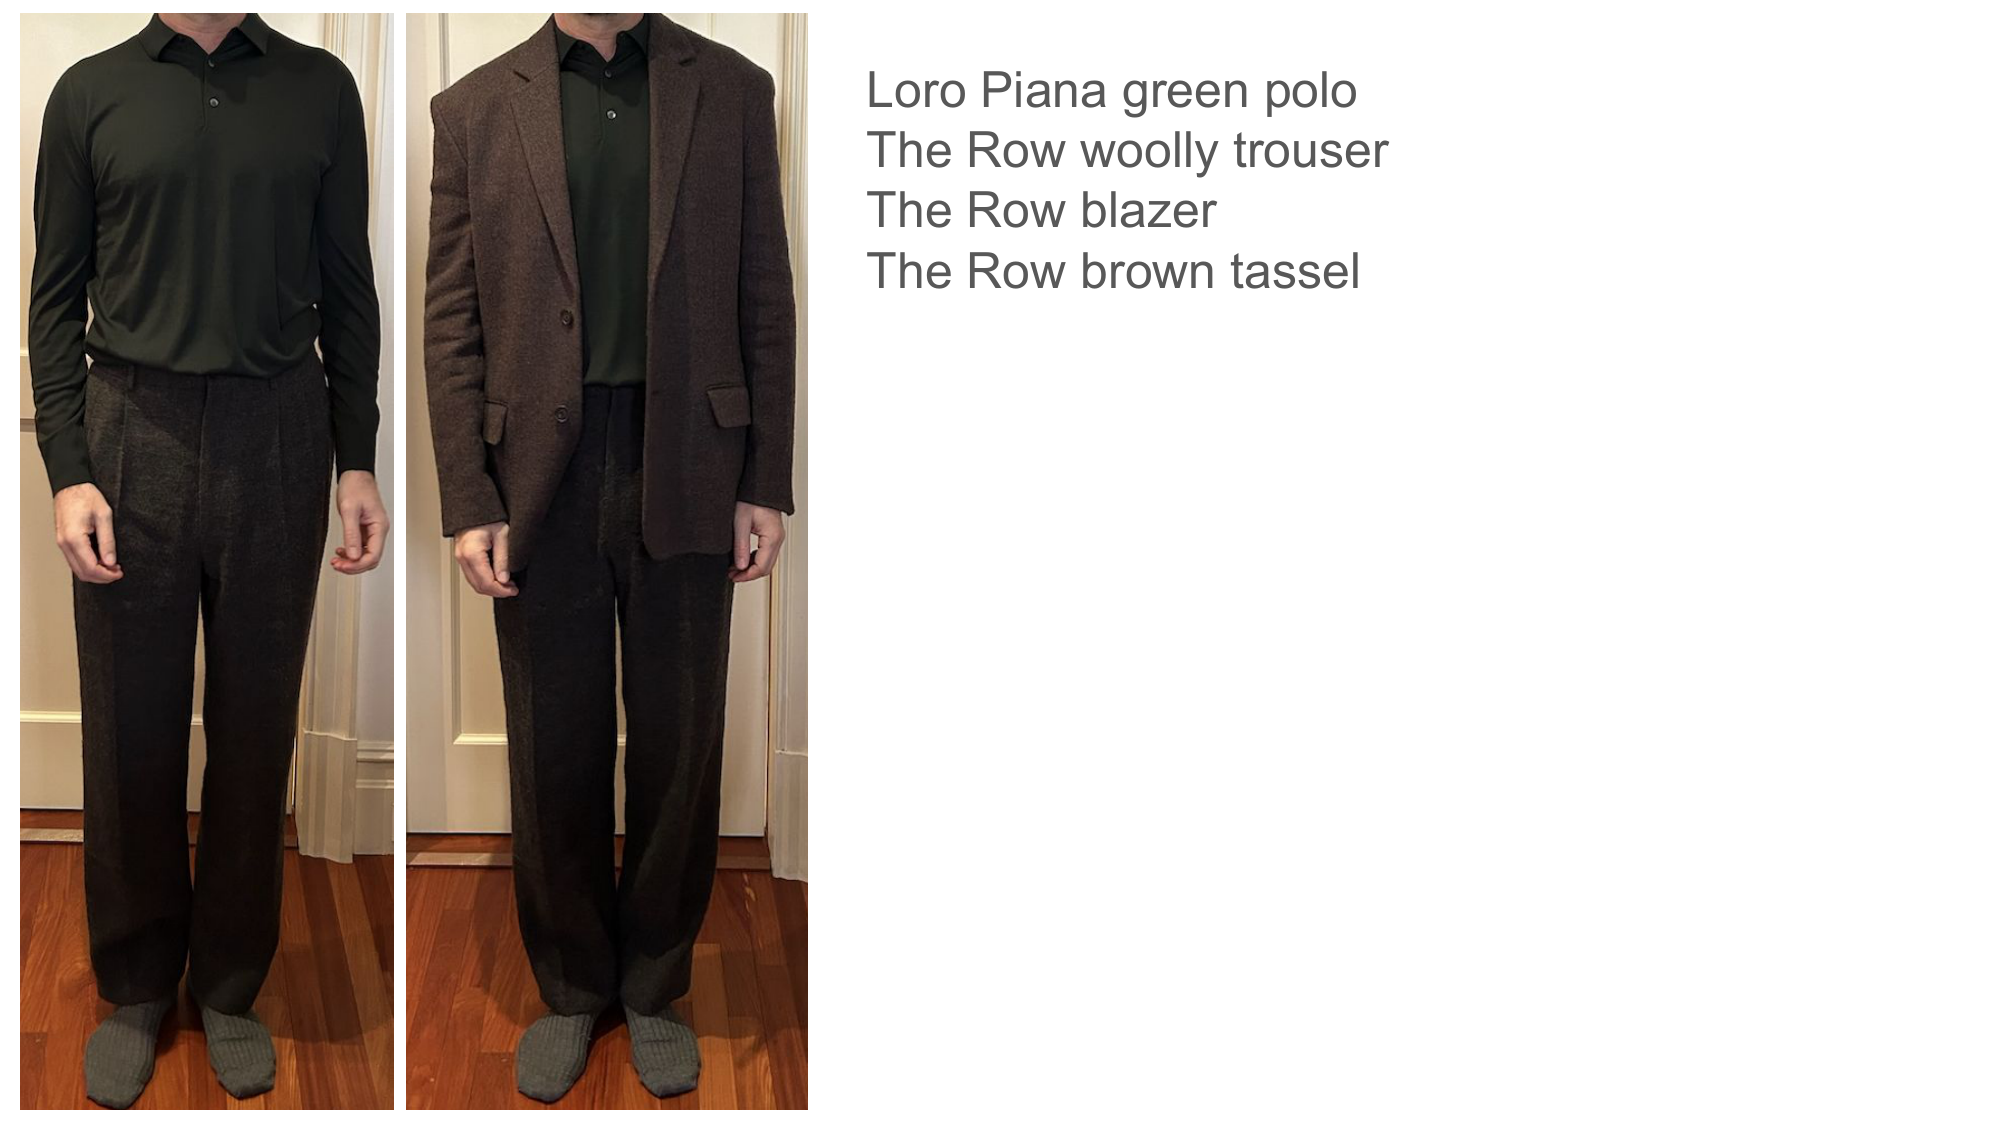 Loro Piana green polo
The Row woolly trouser
The Row blazer
The Row brown tassel